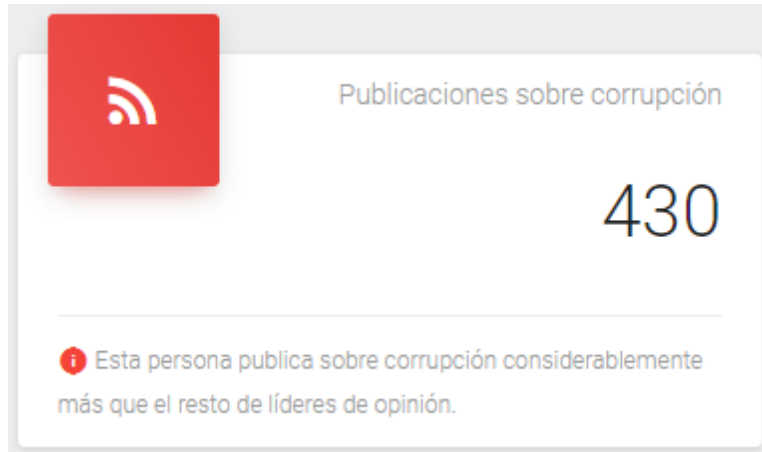 Publicaciones sobre corrupción
430
Esta persona publica sobre corrupción considerablemente
más que el resto de líderes de opinión.